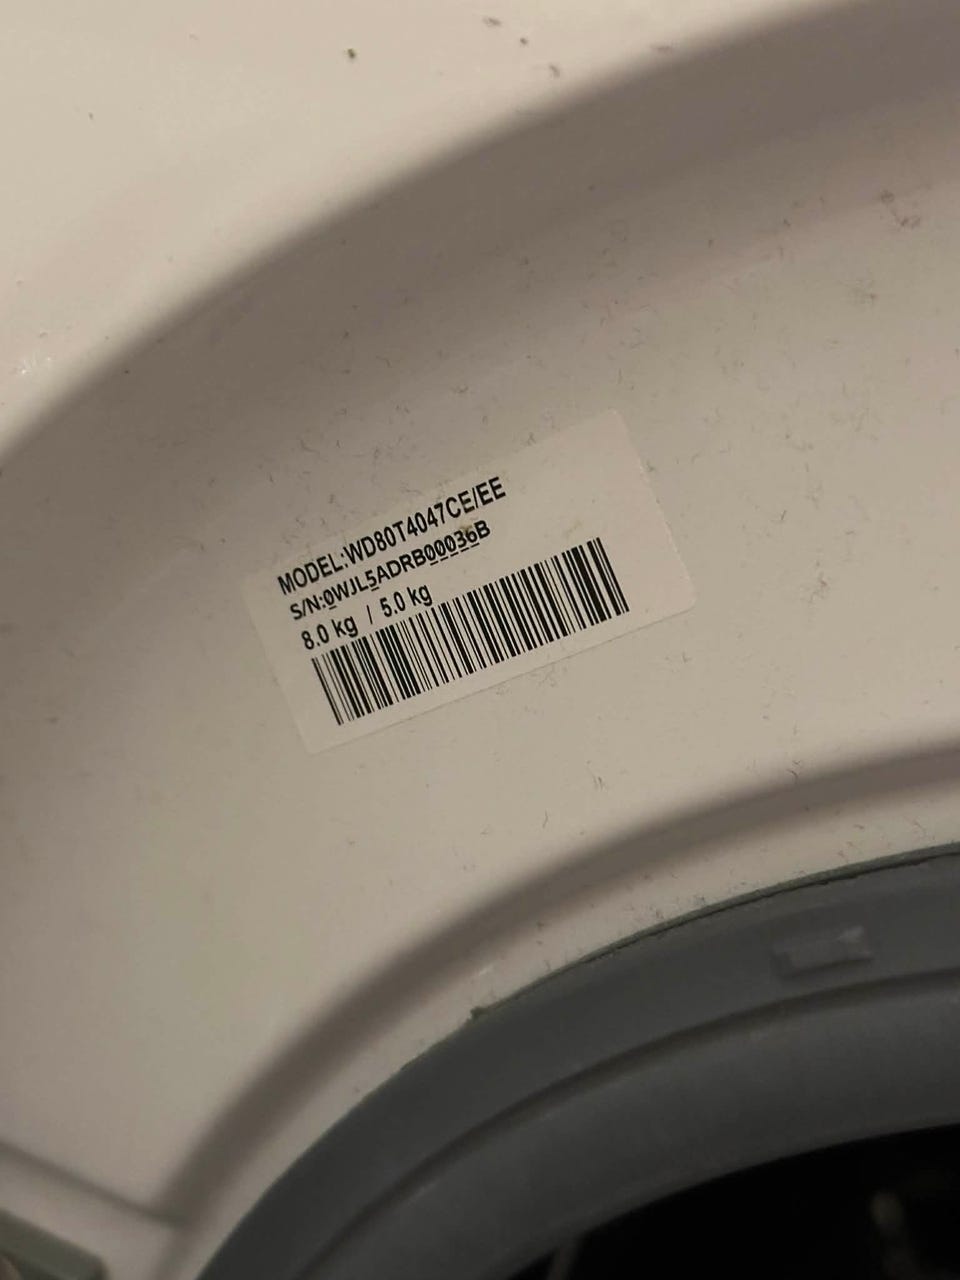 MODEL:WD80T4047CE/EE
S/N:0WJL5ADRB00036B
8.0 kg / 5.0 kg